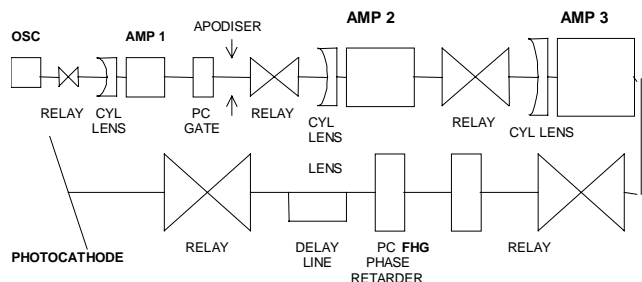 OSC
AMP 1
APODISER
AMP 2
AMP 3
RELAY
CYL
LENS
PC
GATE
RELAY
CYL
LENS
RELAY
CYL LENS
LENS
PHOTOCATHODE
RELAY
DELAY
LINE
PC FHG
PHASE
RETARDER
RELAY